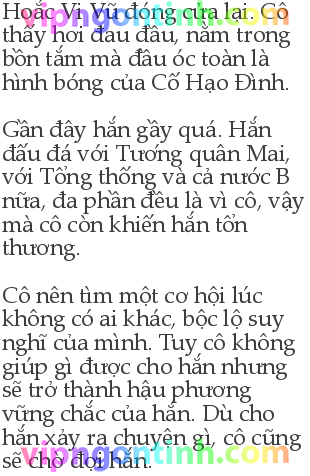 Hoắc Vi Vũ đóng cửa lại. Cô
thấy hơi đau đầu, nằm trong
bồn tắm mà đầu óc toàn là
hình bóng của Cố Hạo Đình.
Gần đây hắn gầy quá. Hắn
đấu đá với Tướng quân Mai,
với Tổng thống và cả nước B
nữa, đa phần đều là vì cô, vậy
mà cô còn khiến hắn tổn
thương.
Cô nên tìm một cơ hội lúc
không có ai khác, bộc lộ suy
nghĩ của mình. Tuy cô không
giúp gì được cho hắn nhưng
sẽ trở thành hậu phương
vững chắc của hắn. Dù cho
hắn xảy ra chuyện gì, cô cũng
sẽ chờ đợi hắn.
vipngontinh.com
vipngontinh.com